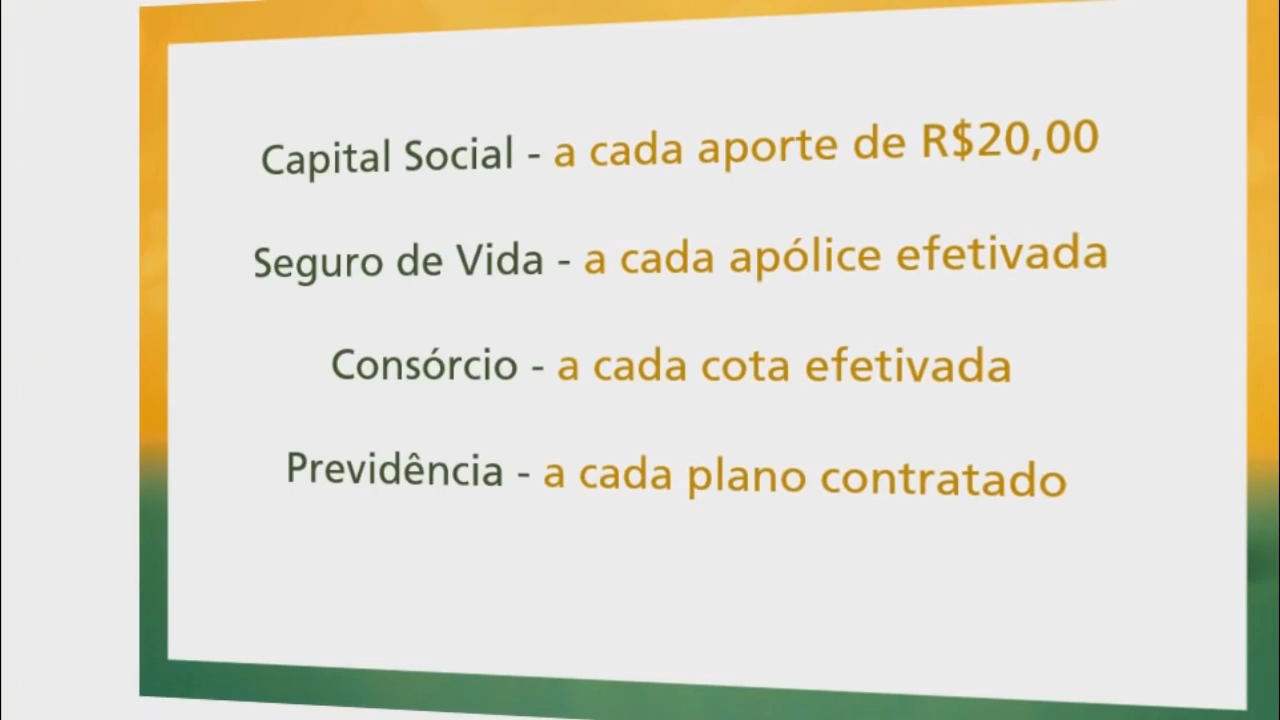 Capital Social - a cada aporte de R$20,00
Seguro de Vida - a cada apólice efetivada
Consórcio - a cada cota efetivada
Previdência - a cada plano contratado